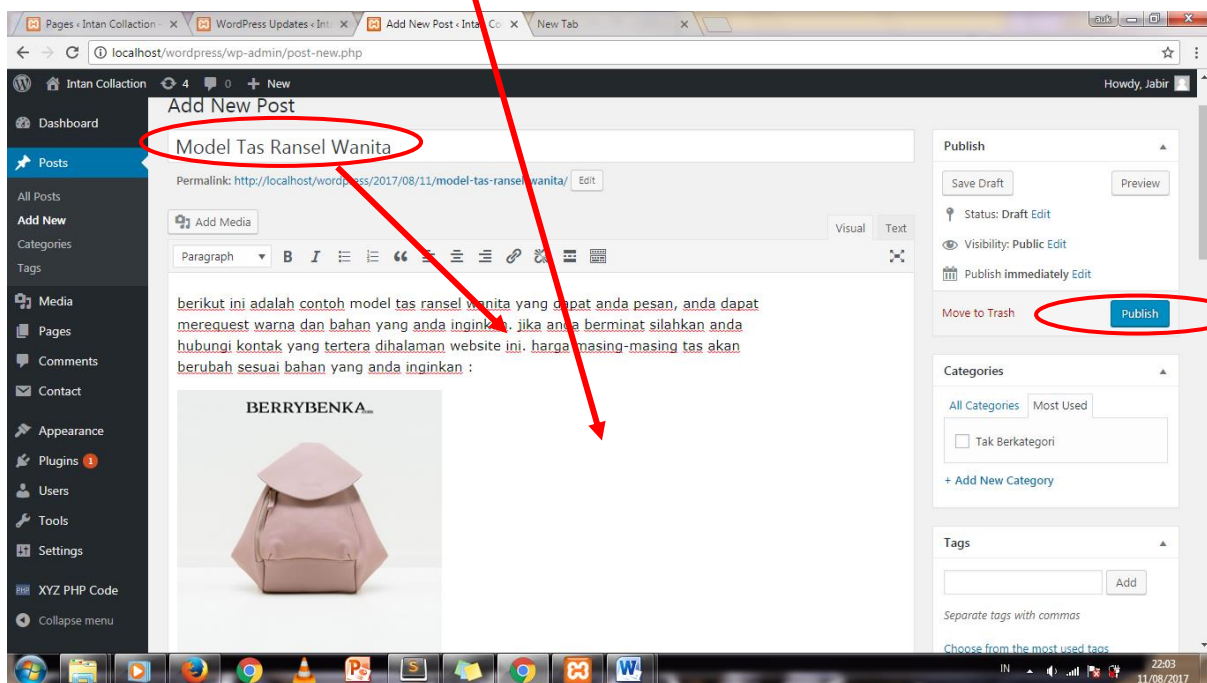 Pages ‹ Intan Collection -
WordPress Updates ‹ Int
Add New Post ‹ Intan Co
New Tab
localhost/wordpress/wp-admin/post-new.php
Intan Collaction 4 0 + New
Howdy, Jabir
Dashboard
Posts
All Posts
Add New
Categories
Tags
Media
Pages
Comments
Contact
Appearance
Plugins 1
Users
Tools
Settings
XYZ PHP Code
Collapse menu
Add New Post
Model Tas Ransel Wanita
Permalink: http://localhost/wordpress/2017/08/11/model-tas-ransel-wanita/ Edit
Add Media
Visual Text
Paragraph B I
berikut ini adalah contoh model tas ransel wanita yang dapat anda pesan, anda dapat
merequest warna dan bahan yang anda inginkan. jika anda berminat silahkan anda
hubungi kontak yang tertera dihalaman website ini. harga masing-masing tas akan
berubah sesuai bahan yang anda inginkan :
BERRYBENKA
Publish
Save Draft Preview
Status: Draft Edit
Visibility: Public Edit
Publish immediately Edit
Move to Trash Publish
Categories
All Categories Most Used
Tak Berkategori
+ Add New Category
Tags
Add
Separate tags with commas
Choose from the most used tags
IN
22:03
11/08/2017